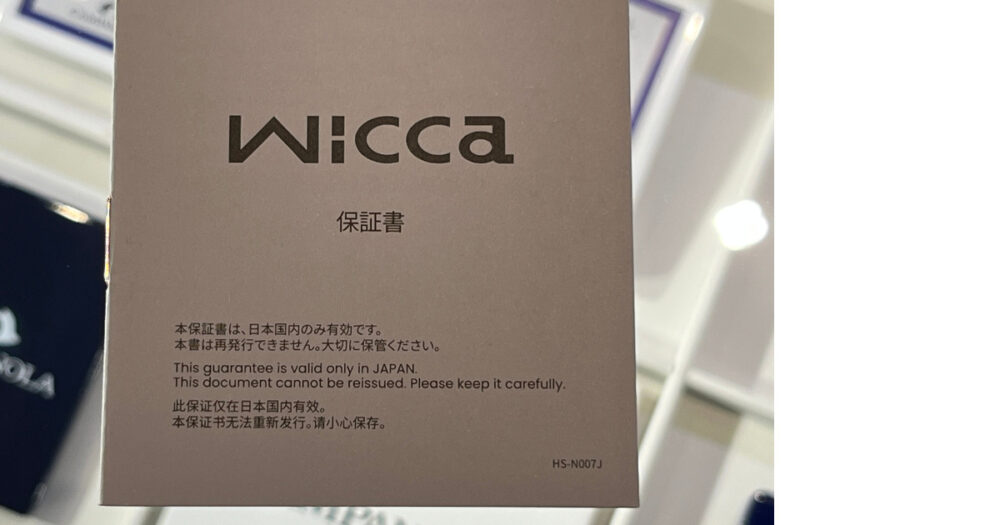 wicca
保証書
本保証書は、日本国内のみ有効です。
本書は再発行できません。大切に保管ください。
This guarantee is valid only in JAPAN.
This document cannot be reissued. Please keep it carefully.
此保证仅在日本国内有效。
本保证书无法重新发行。请小心保存。
HS-N007J